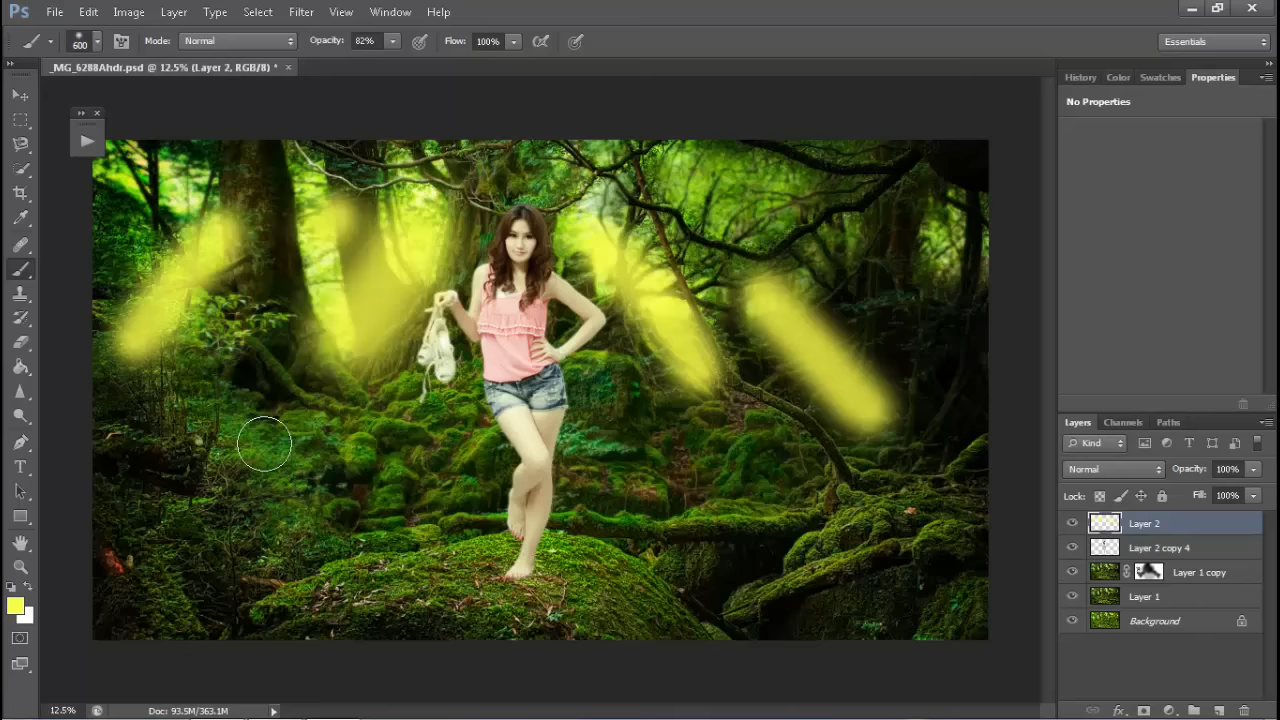 Ps File Edit Image Layer Type Select Filter View Window Help
600 Mode: Normal Opacity: 82% Flow: 100% Essentials
_MG_6288Ahdr.psd @ 12.5% (Layer 2, RGB/8) * ×
History Color Swatches Properties
No Properties
Layers Channels Paths
Kind
Normal Opacity: 100%
Lock: Fill: 100%
Layer 2
Layer 2 copy 4
Layer 1 copy
Layer 1
Background
12.5% Doc: 93.5M/363.1M